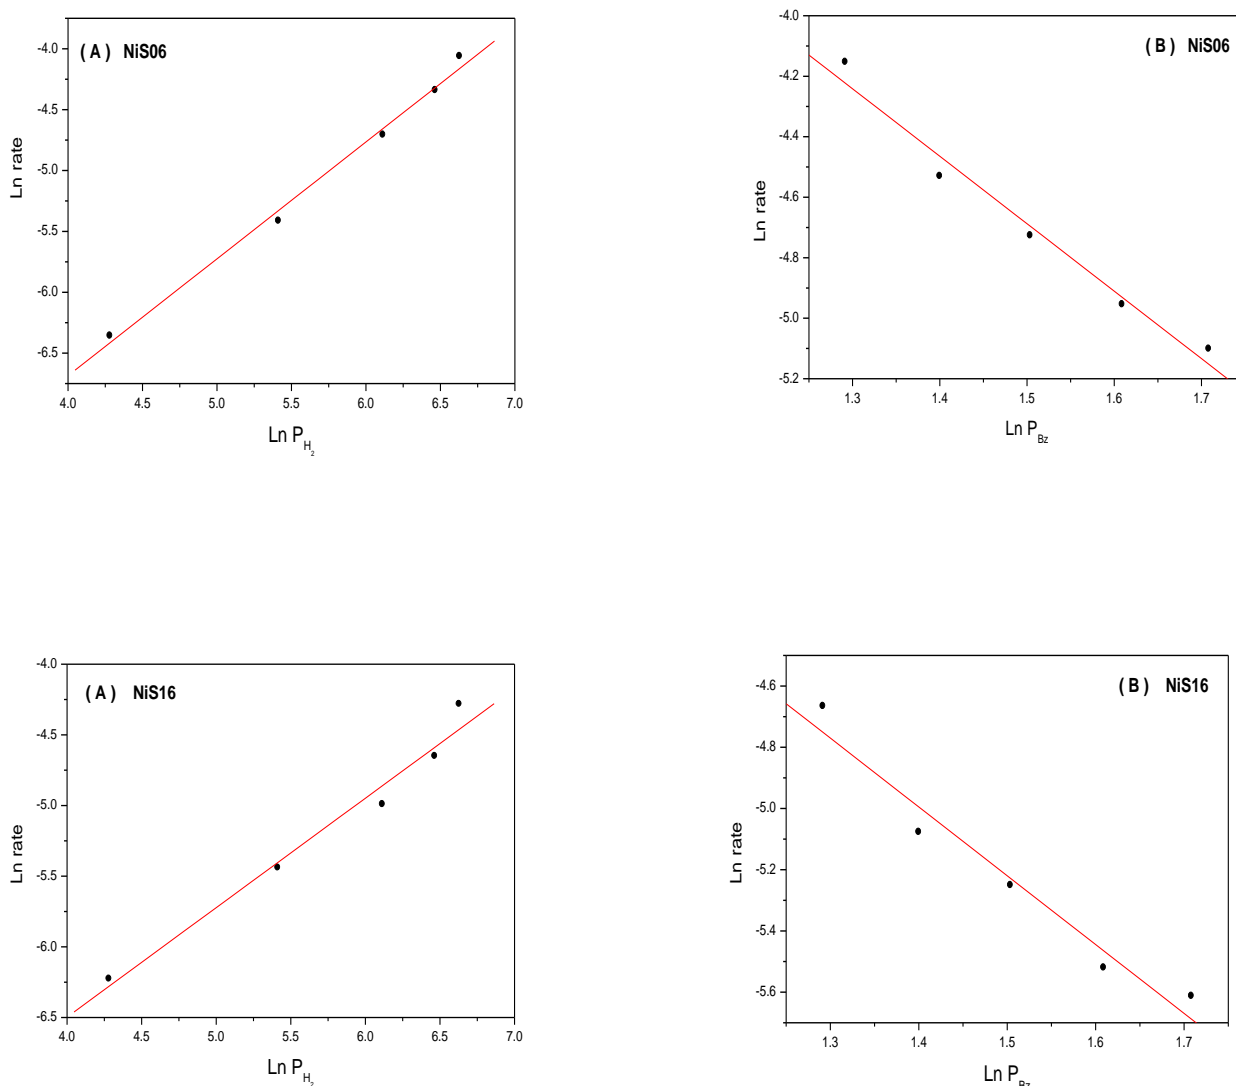 ( A ) NiS06
Ln rate
-4.0
-4.5
-5.0
-5.5
-6.0
-6.5
4.0 4.5 5.0 5.5 6.0 6.5 7.0
Ln P H2
( B ) NiS06
Ln rate
-4.0
-4.2
-4.4
-4.6
-4.8
-5.0
-5.2
1.3 1.4 1.5 1.6 1.7
Ln P Bz
( A ) NiS16
Ln rate
-4.0
-4.5
-5.0
-5.5
-6.0
-6.5
4.0 4.5 5.0 5.5 6.0 6.5 7.0
Ln P H2
( B ) NiS16
Ln rate
-4.6
-4.8
-5.0
-5.2
-5.4
-5.6
1.3 1.4 1.5 1.6 1.7
Ln P Bz